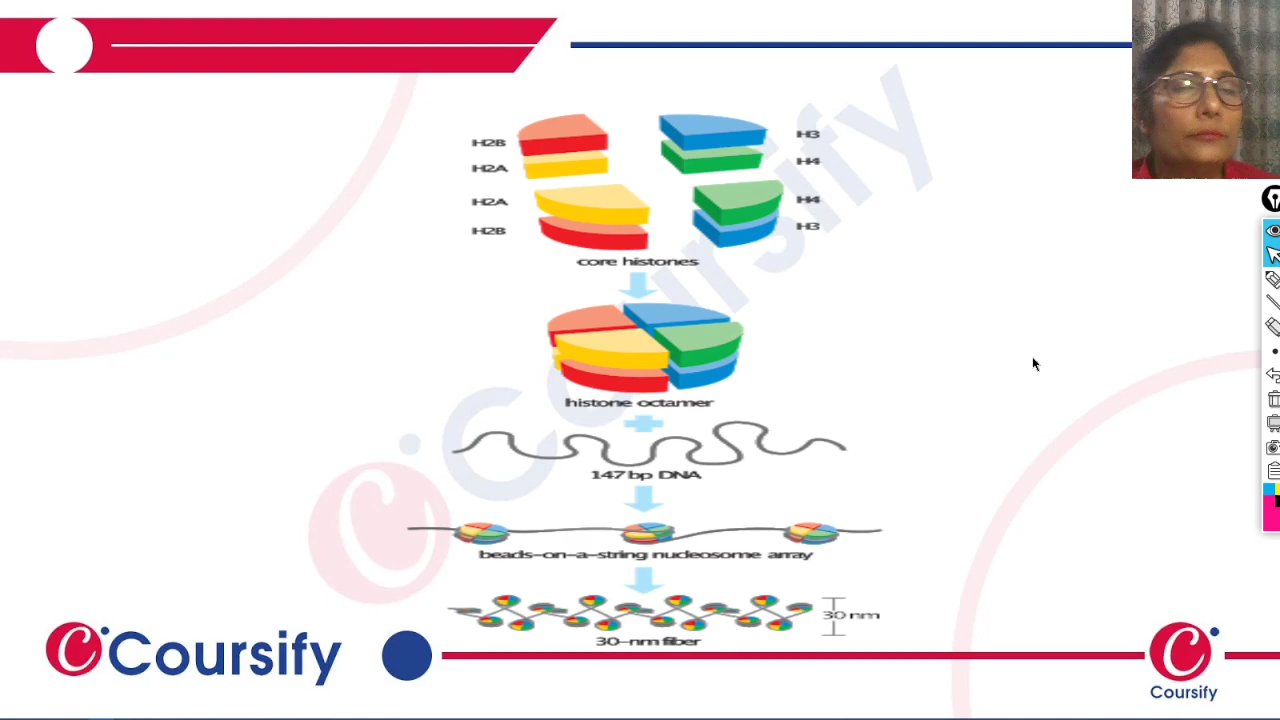 H2B
H3
H2A
H4
H2A
H4
H2B
H3
core histones
histone octamer
147 bp DNA
beads-on-a-string nucleosome array
30 nm
30-nm fiber
Coursify
Coursify
Coursify